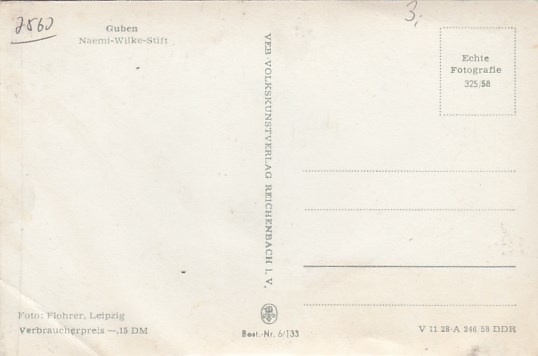 7560
3,
Guben
Naemi-Wilke-Stift
Echte
Fotografie
325/58
VEB VOLKSKUNSTVERLAG REICHENBACH I. V.
Foto: Flohrer, Leipzig
Verbraucherpreis —,15 DM
Best.-Nr. 6/133
V 11 28-A 246 58 DDR